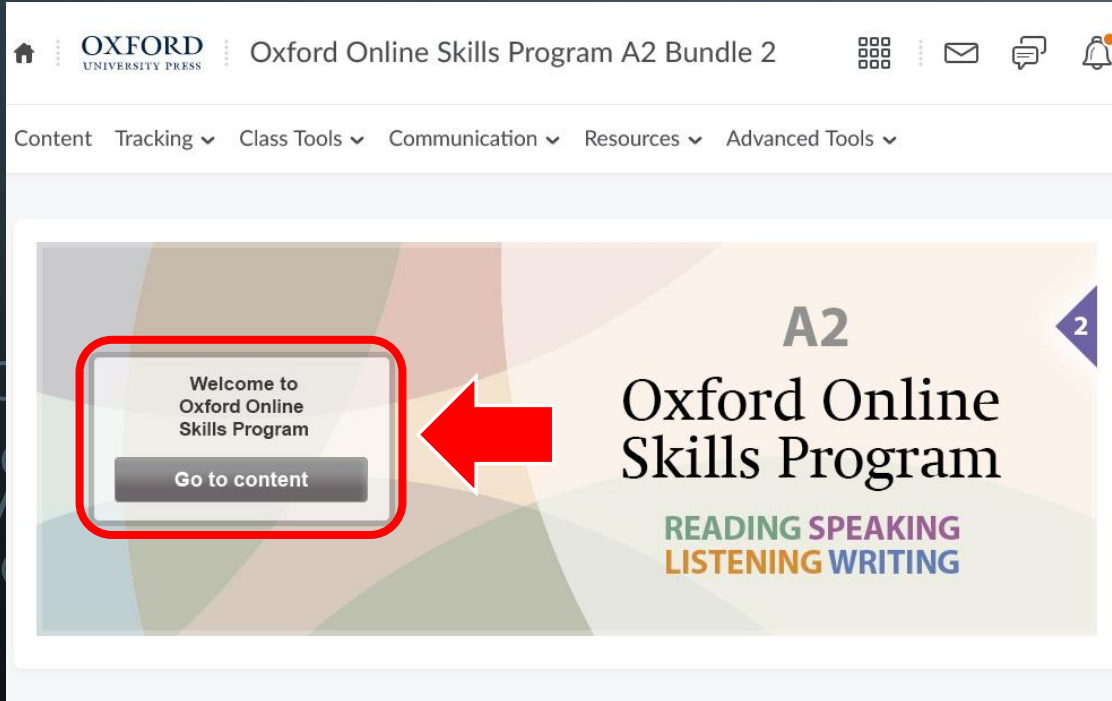 OXFORD
UNIVERSITY PRESS
Oxford Online Skills Program A2 Bundle 2
Content Tracking Class Tools Communication Resources Advanced Tools
Welcome to
Oxford Online
Skills Program
Go to content
A2
2
Oxford Online
Skills Program
READING SPEAKING
LISTENING WRITING